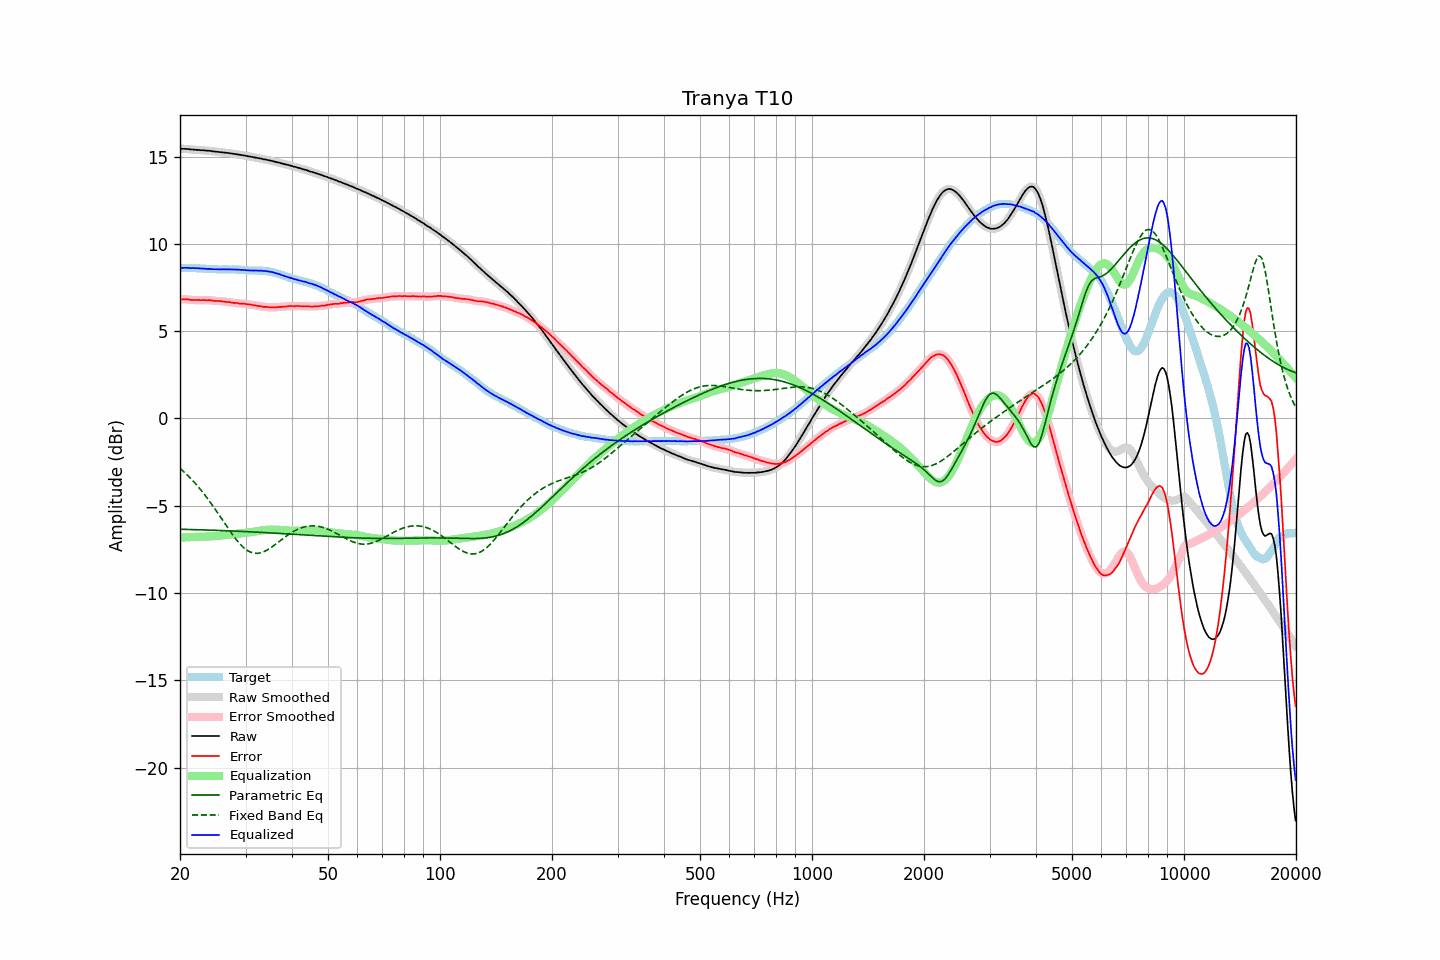 Tranya T10
Amplitude (dBr)
15
10
5
0
−5
−10
−15
−20
Target
Raw Smoothed
Error Smoothed
Raw
Error
Equalization
Parametric Eq
Fixed Band Eq
Equalized
20 50 100 200 500 1000 2000 5000 10000 20000
Frequency (Hz)